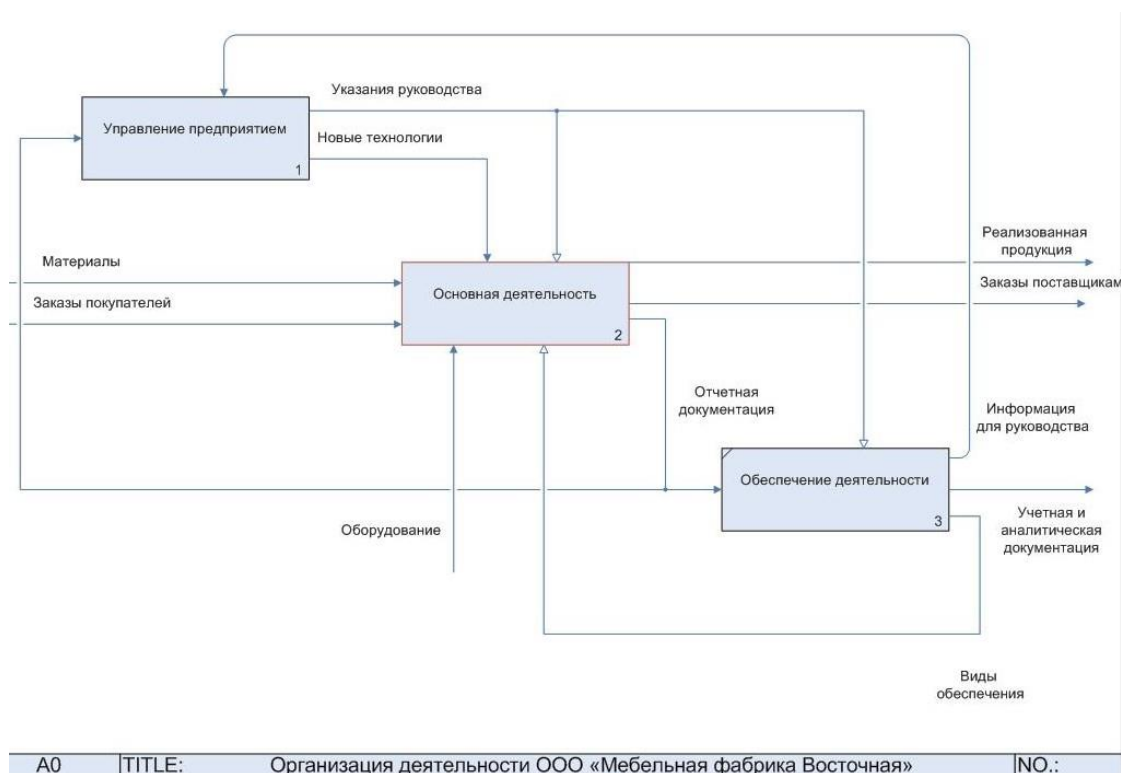 Указания руководства
Управление предприятием
1
Новые технологии
Реализованная
продукция
Материалы
Заказы поставщикам
Заказы покупателей
Основная деятельность
2
Отчетная
документация
Информация
для руководства
Обеспечение деятельности
3
Оборудование
Учетная и
аналитическая
документация
Виды
обеспечения
A0 TITLE: Организация деятельности ООО «Мебельная фабрика Восточная» NO.: